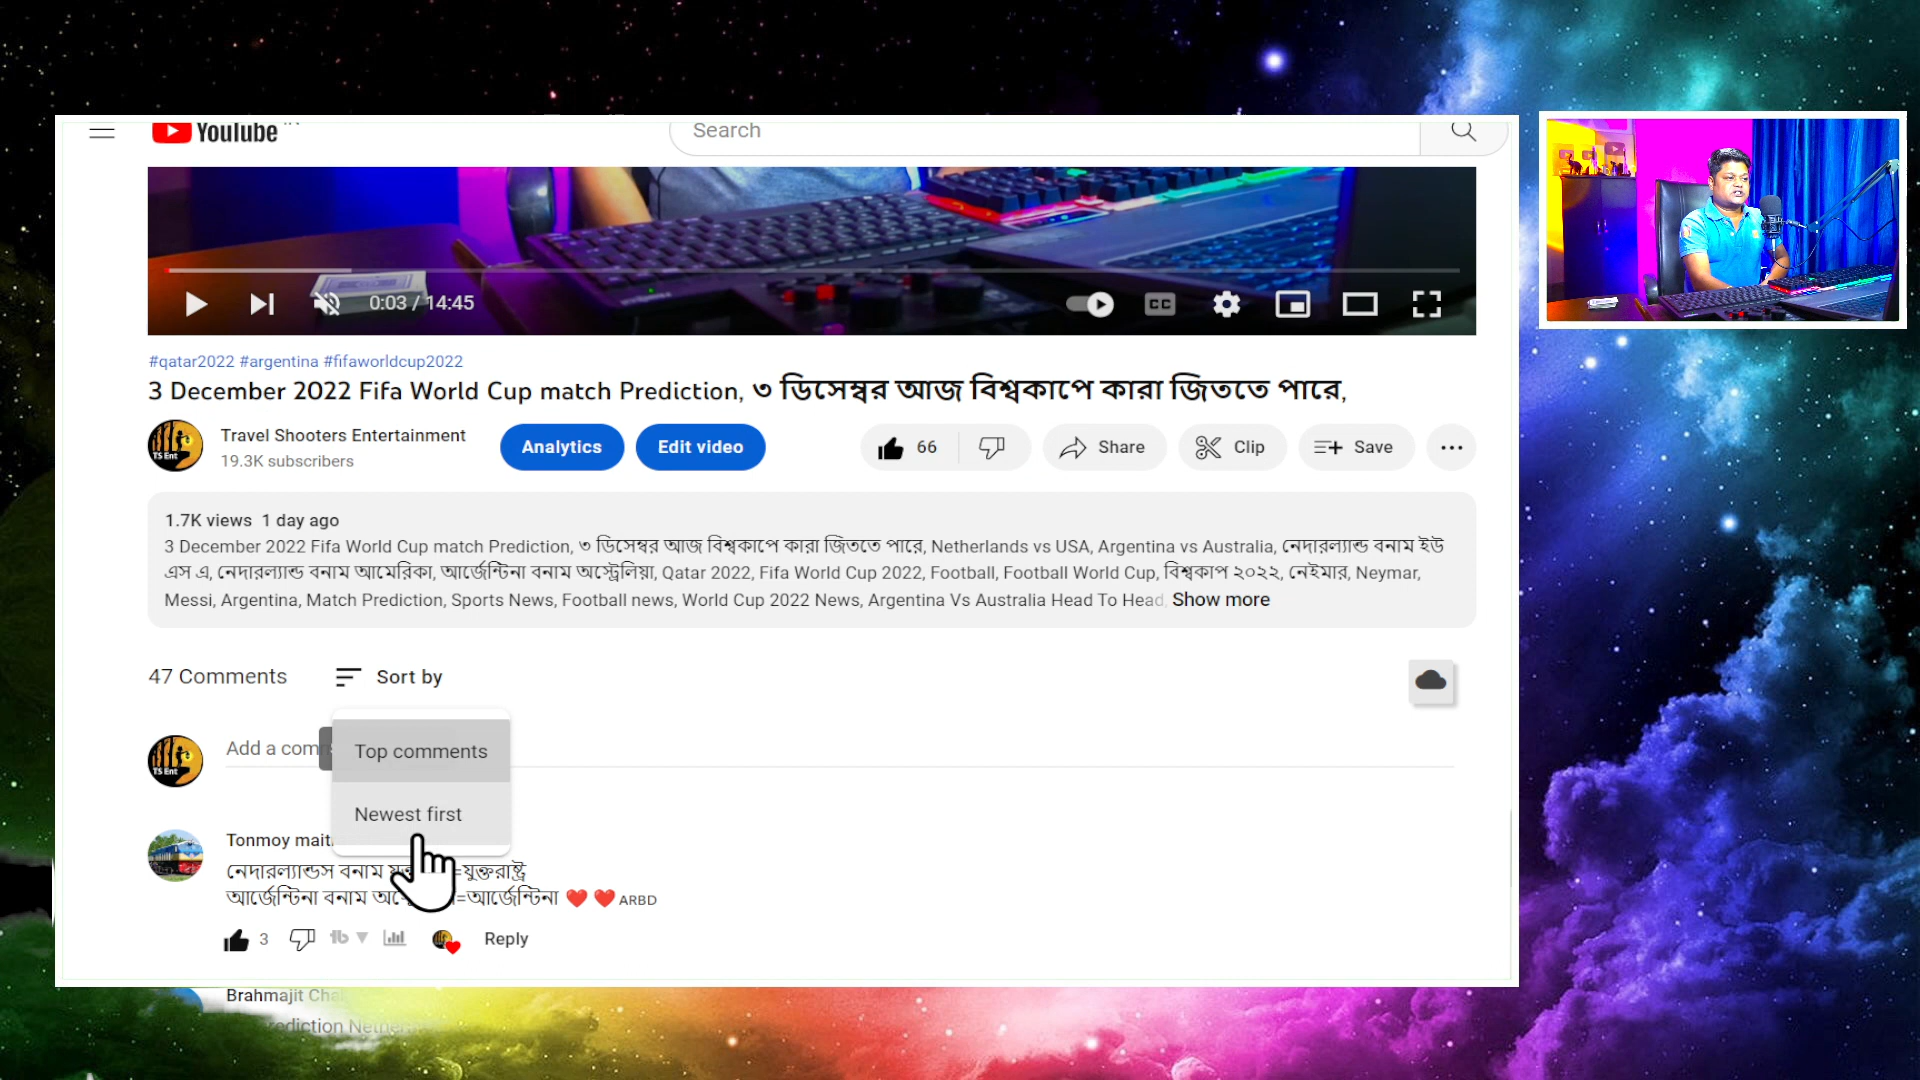 YouTube
Search
0:03 / 14:45
CC
#qatar2022 #argentina #fifaworldcup2022
3 December 2022 Fifa World Cup match Prediction, ৩ ডিসেম্বর আজ বিশ্বকাপে কারা জিততে পারে,
TS Ent
Travel Shooters Entertainment
19.3K subscribers
Analytics
Edit video
66
Share
Clip
Save
1.7K views 1 day ago
3 December 2022 Fifa World Cup match Prediction, ৩ ডিসেম্বর আজ বিশ্বকাপে কারা জিততে পারে, Netherlands vs USA, Argentina vs Australia, নেদারল্যান্ড বনাম ইউ
এস এ, নেদারল্যান্ড বনাম আমেরিকা, আর্জেন্টিনা বনাম অস্ট্রেলিয়া, Qatar 2022, Fifa World Cup 2022, Football, Football World Cup, বিশ্বকাপ ২০২২, নেইমার, Neymar,
Messi, Argentina, Match Prediction, Sports News, Football news, World Cup 2022 News, Argentina Vs Australia Head To Head, Show more
47 Comments
Sort by
TS Ent
Add a com
Top comments
Newest first
Tonmoy mait
নেদারল্যান্ডস বনাম =যুক্তরাষ্ট্র
আর্জেন্টিনা বনাম =আর্জেন্টিনা ❤️ ❤️ ARBD
3
Reply
Brahmajit Cha